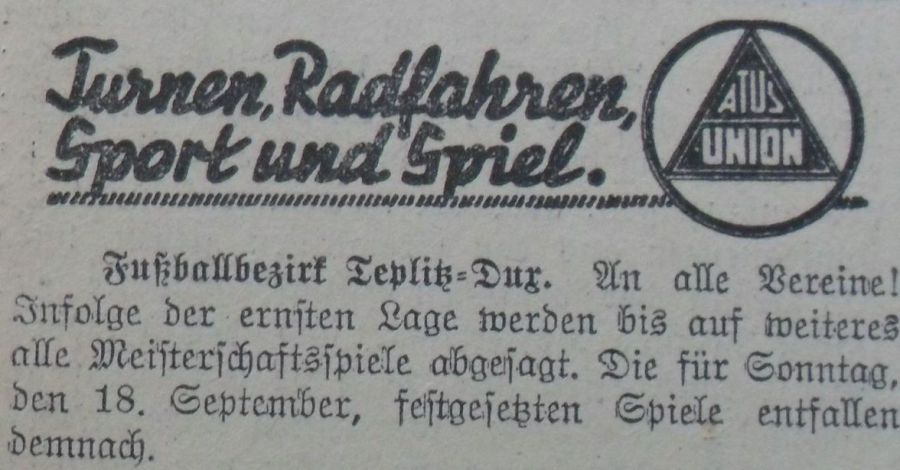 Turnen, Radfahren,
Sport und Spiel.
ATUS
UNION
Fußballbezirk Teplitz-Dux. An alle Vereine!
Infolge der ernsten Lage werden bis auf weiteres
alle Meisterschaftsspiele abgesagt. Die für Sonntag,
den 18. September, festgesetzten Spiele entfallen
demnach.